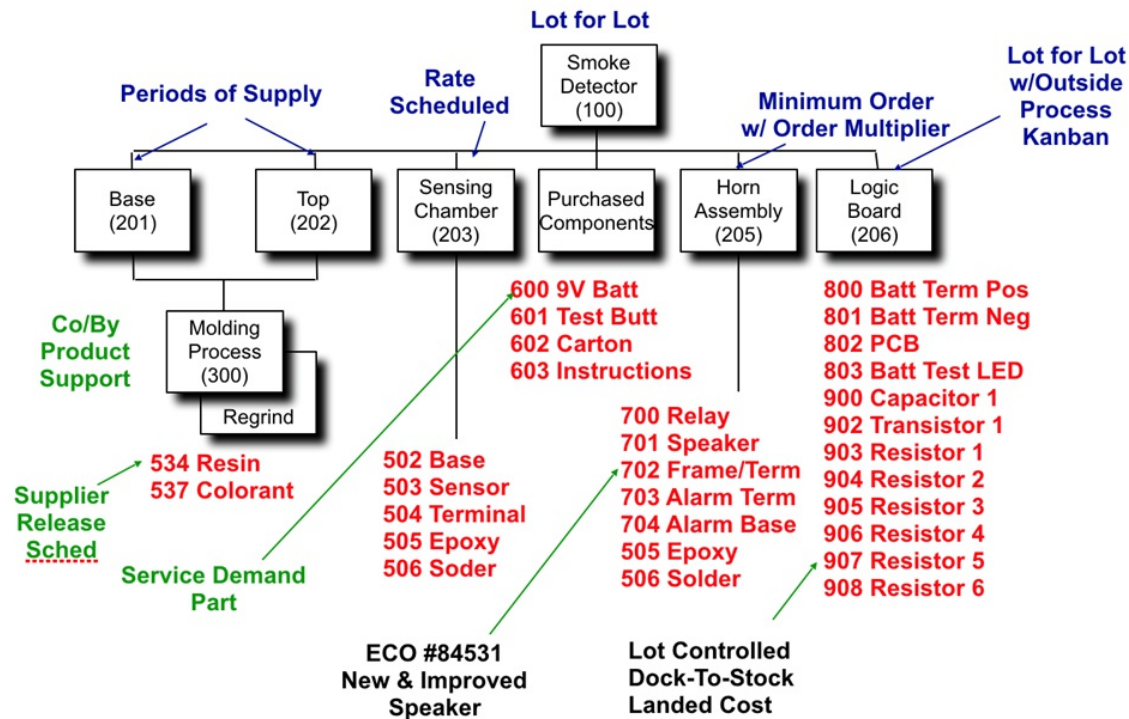 Lot for Lot
Smoke
Detector
(100)
Lot for Lot
w/Outside
Process
Kanban
Periods of Supply
Rate
Scheduled
Minimum Order
w/ Order Multiplier
Base
(201)
Top
(202)
Sensing
Chamber
(203)
Purchased
Components
Horn
Assembly
(205)
Logic
Board
(206)
Co/By
Product
Support
Molding
Process
(300)
Regrind
534 Resin
537 Colorant
Supplier
Release
Sched
Service Demand
Part
502 Base
503 Sensor
504 Terminal
505 Epoxy
506 Soder
600 9V Batt
601 Test Butt
602 Carton
603 Instructions
700 Relay
701 Speaker
702 Frame/Term
703 Alarm Term
704 Alarm Base
505 Epoxy
506 Solder
800 Batt Term Pos
801 Batt Term Neg
802 PCB
803 Batt Test LED
900 Capacitor 1
902 Transistor 1
903 Resistor 1
904 Resistor 2
905 Resistor 3
906 Resistor 4
907 Resistor 5
908 Resistor 6
ECO #84531
New & Improved
Speaker
Lot Controlled
Dock-To-Stock
Landed Cost